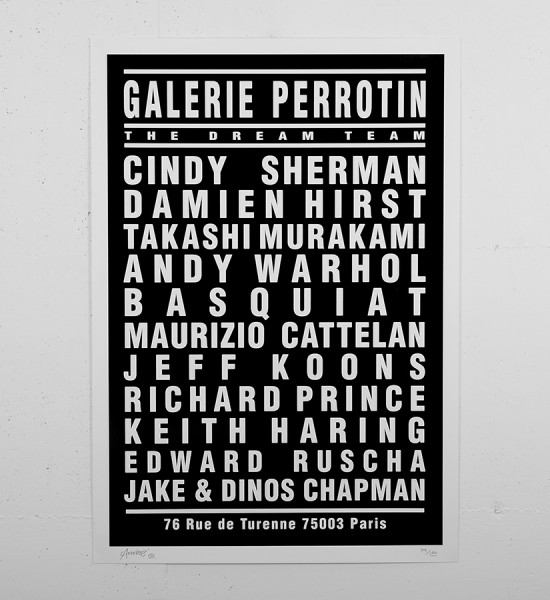 GALERIE PERROTIN
THE DREAM TEAM
CINDY SHERMAN
DAMIEN HIRST
TAKASHI MURAKAMI
ANDY WARHOL
BASQUIAT
MAURIZIO CATTELAN
JEFF KOONS
RICHARD PRINCE
KEITH HARING
EDWARD RUSCHA
JAKE & DINOS CHAPMAN
76 Rue de Turenne 75003 Paris